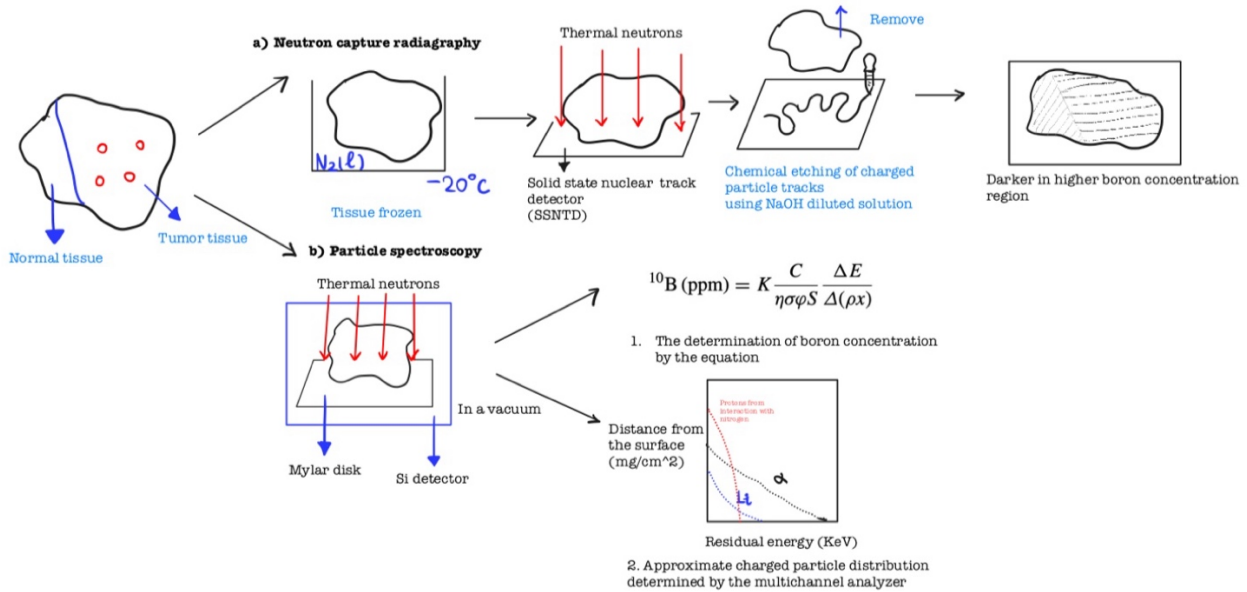 a) Neutron capture radiagraphy
Normal tissue
Tumor tissue
N₂(l)
-20°C
Tissue frozen
Thermal neutrons
Solid state nuclear track
detector
(SSNTD)
Remove
Chemical etching of charged
particle tracks
using NaOH diluted solution
Darker in higher boron concentration
region
b) Particle spectroscopy
Thermal neutrons
In a vacuum
Mylar disk
Si detector
¹⁰B (ppm) = K C/ησφS ΔE/Δ(ρx)
1. The determination of boron concentration
by the equation
Distance from
the surface
(mg/cm^2)
Protons from
interaction with
nitrogen
α
Li
Residual energy (KeV)
2. Approximate charged particle distribution
determined by the multichannel analyzer